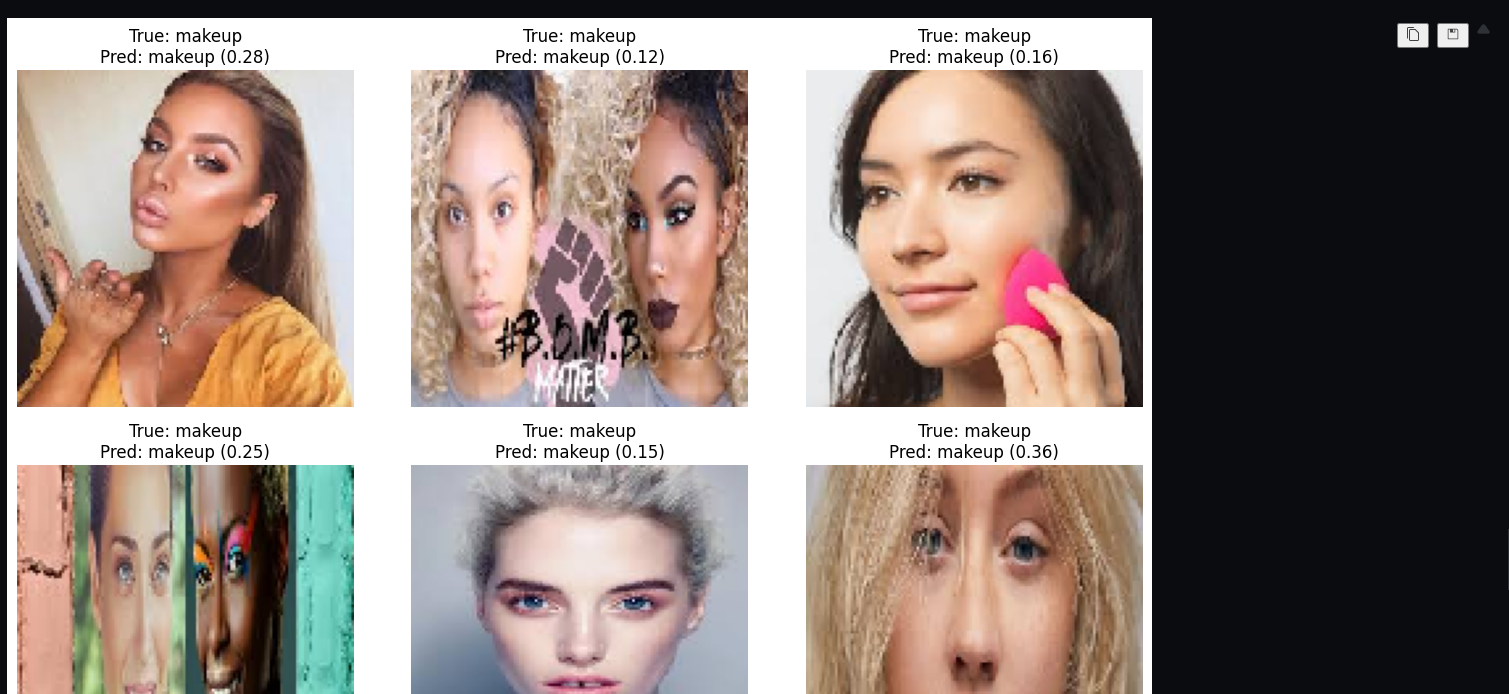 True: makeup
Pred: makeup (0.28)
True: makeup
Pred: makeup (0.12)
True: makeup
Pred: makeup (0.16)
#B.O.M.B.
MATTER
True: makeup
Pred: makeup (0.25)
True: makeup
Pred: makeup (0.15)
True: makeup
Pred: makeup (0.36)